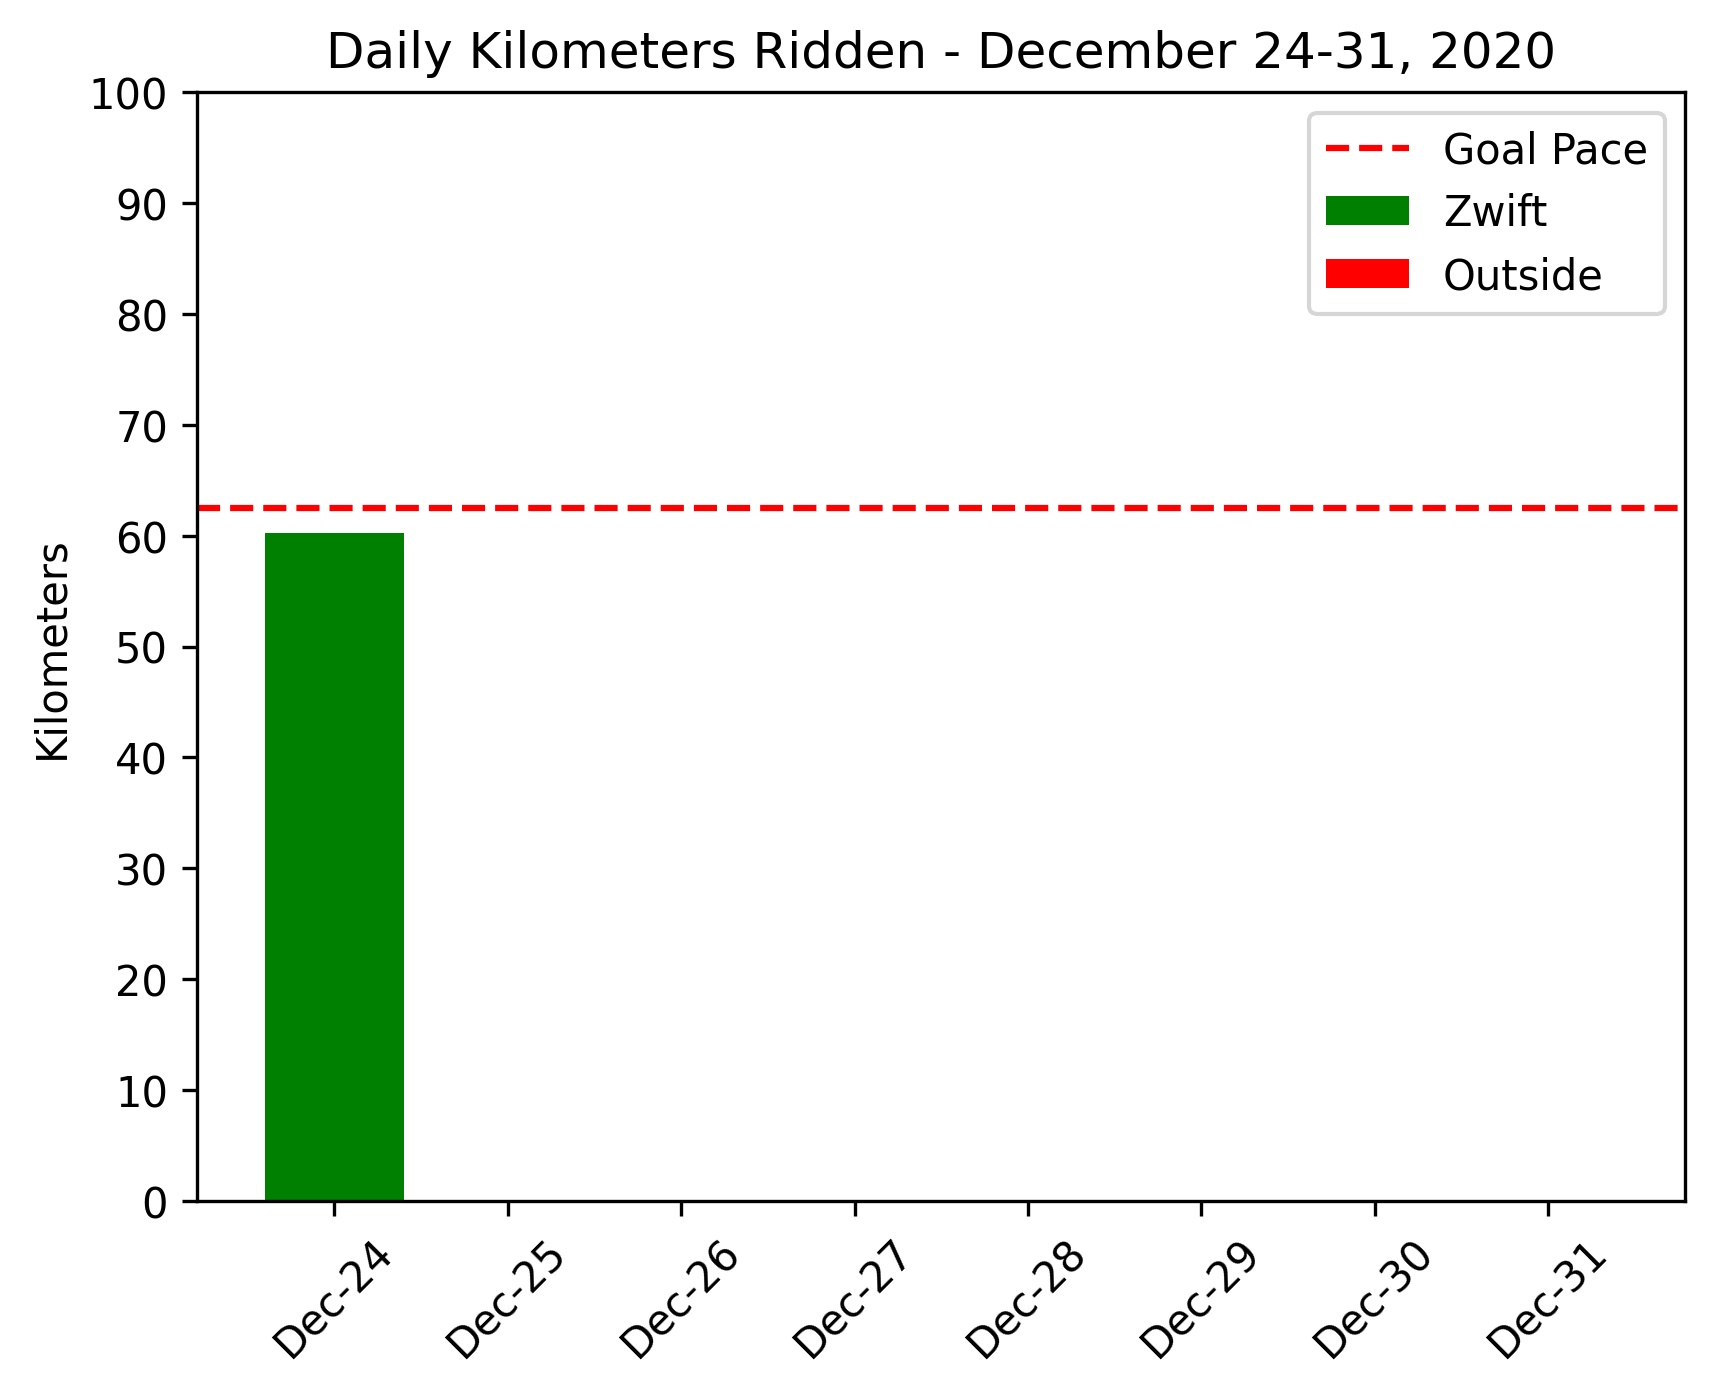 Daily Kilometers Ridden - December 24-31, 2020
100
90
80
70
60
50
40
30
20
10
0
Kilometers
Goal Pace
Zwift
Outside
Dec-24
Dec-25
Dec-26
Dec-27
Dec-28
Dec-29
Dec-30
Dec-31